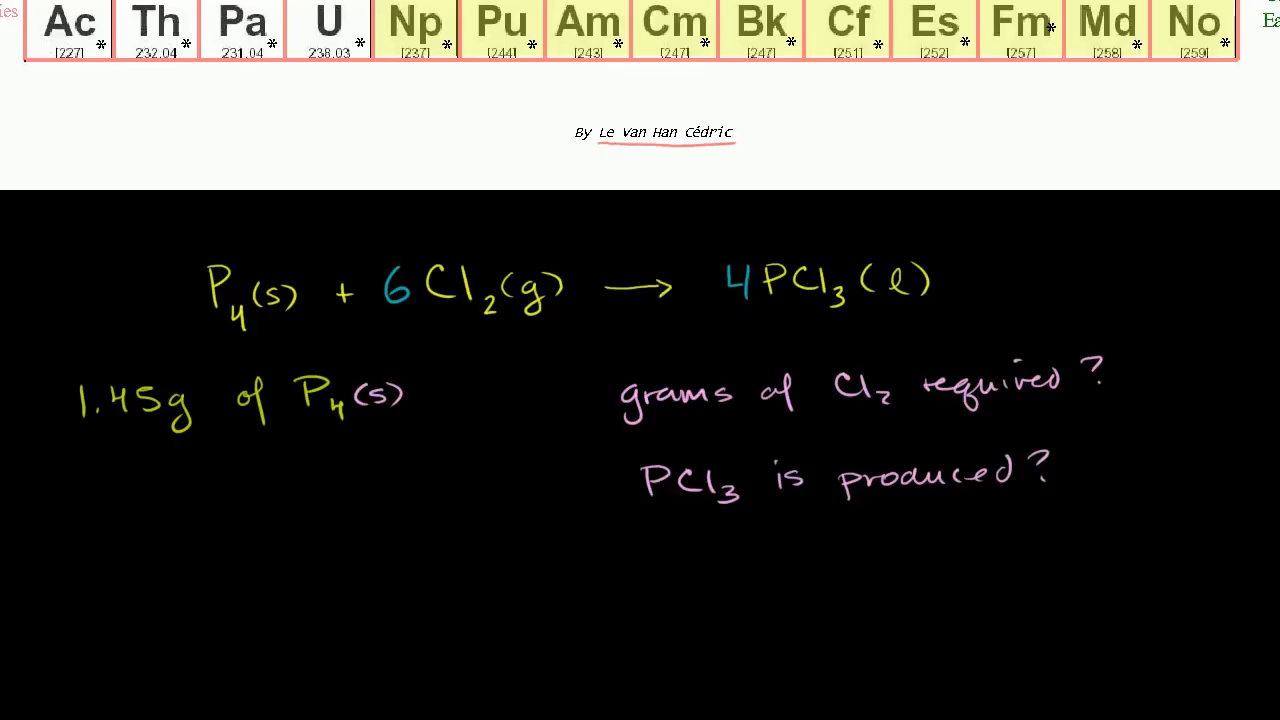 ies
Ac Th Pa U Np Pu Am Cm Bk Cf Es Fm Md No
[227] * 232.04 * 231.04 * 238.03 * [237] * [244] * [243] * [247] * [247] * [251] * [252] * [257] * [258] * [259] *
Ea
By Le Van Han Cédric
P₄(s) + 6Cl₂(g) → 4PCl₃(l)
1.45g of P₄(s)
grams of Cl₂ required?
PCl₃ is produced?